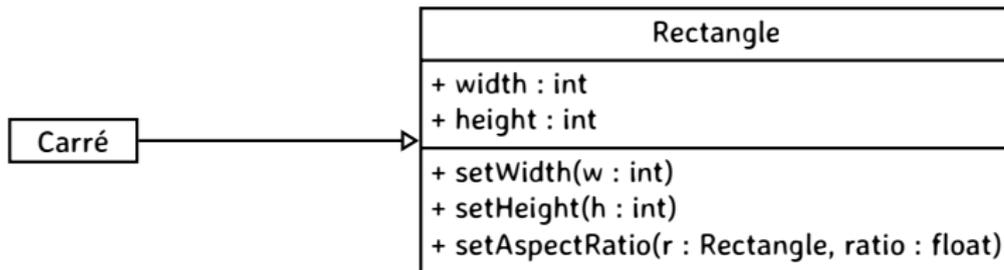 Rectangle
+ width : int
+ height : int
Carré
+ setWidth(w : int)
+ setHeight(h : int)
+ setAspectRatio(r : Rectangle, ratio : float)